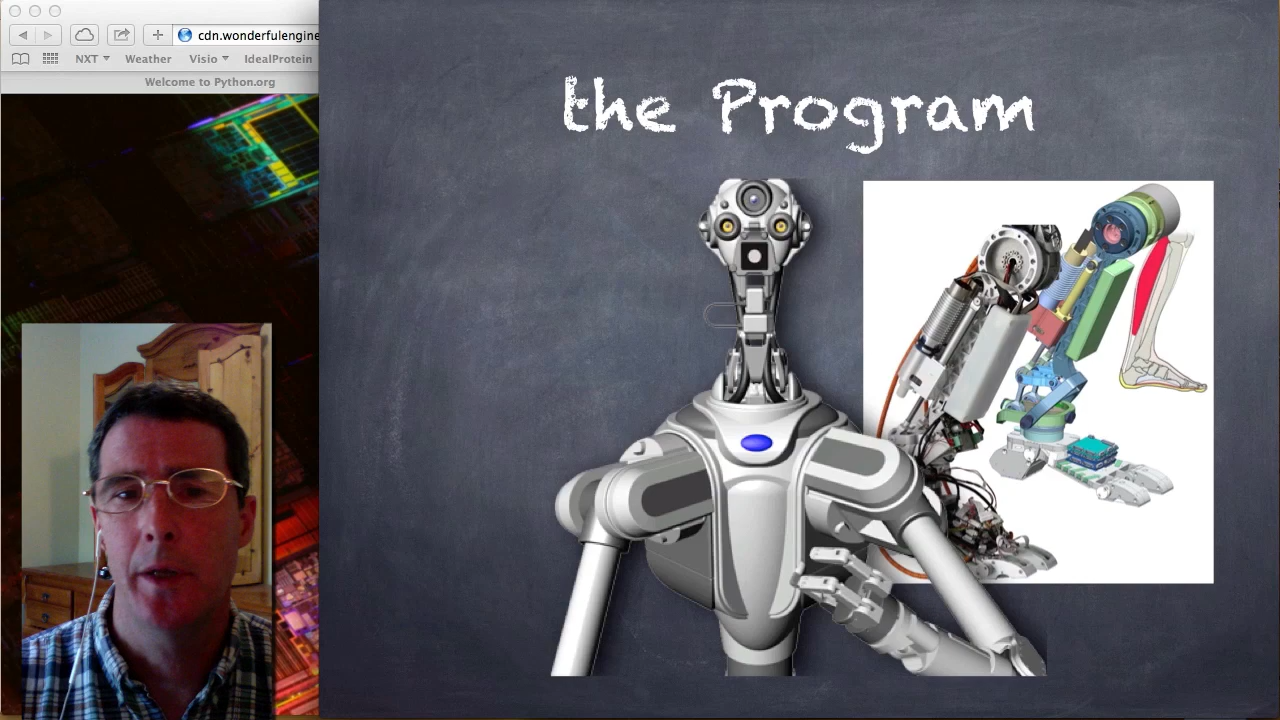 cdn.wonderfulengine
NXT Weather Visio IdealProtein
Welcome to Python.org
the Program